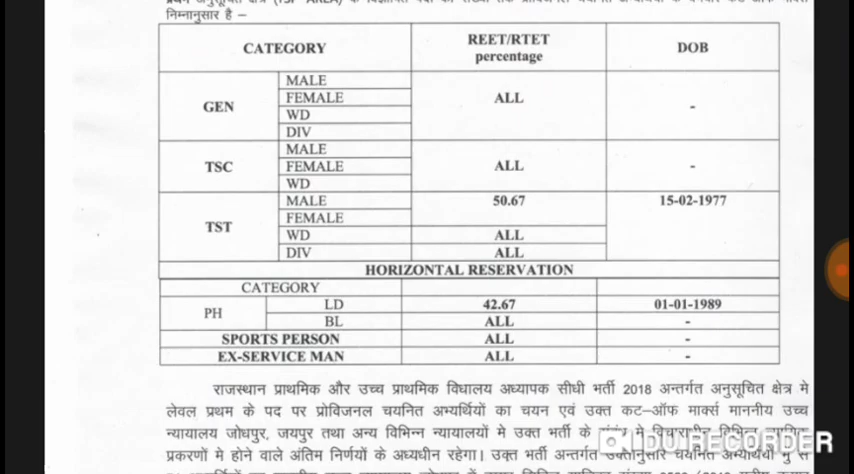 निम्नानुसार है –
CATEGORY REET/RTET percentage DOB
GEN MALE ALL -
FEMALE
WD
DIV
TSC MALE ALL -
FEMALE
WD
TST MALE 50.67 15-02-1977
FEMALE
WD ALL
DIV ALL
HORIZONTAL RESERVATION
CATEGORY
PH LD 42.67 01-01-1989
BL ALL -
SPORTS PERSON ALL -
EX-SERVICE MAN ALL -
राजस्थान प्राथमिक और उच्च प्राथमिक विधालय अध्यापक सीधी भर्ती 2018 अन्तर्गत अनुसूचित क्षेत्र मे
लेवल प्रथम के पद पर प्रोविजनल चयनित अभ्यर्थियों का चयन एवं उक्त कट–ऑफ मार्क्स माननीय उच्च
न्यायालय जोधपुर, जयपुर तथा अन्य विभिन्न न्यायालयों मे उक्त भर्ती के मे विचाराधीन विभिन्न
प्रकरणों मे होने वाले अंतिम निर्णयों के अध्यधीन रहेगा। उक्त भर्ती अन्तर्गत उक्तानुसार चयनित अभ्यर्थियों
DU RECORDER